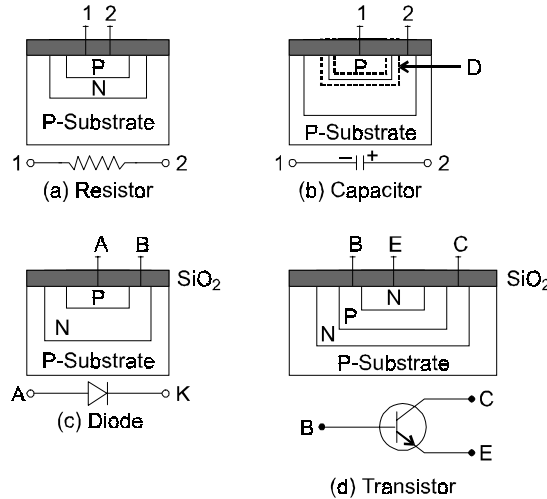 1 2
P
N
P-Substrate
1 2
(a) Resistor
1 2
P
D
P-Substrate
1 − + 2
(b) Capacitor
A B
SiO2
P
N
P-Substrate
A K
(c) Diode
B E C
SiO2
N
P
N
P-Substrate
C
B
E
(d) Transistor